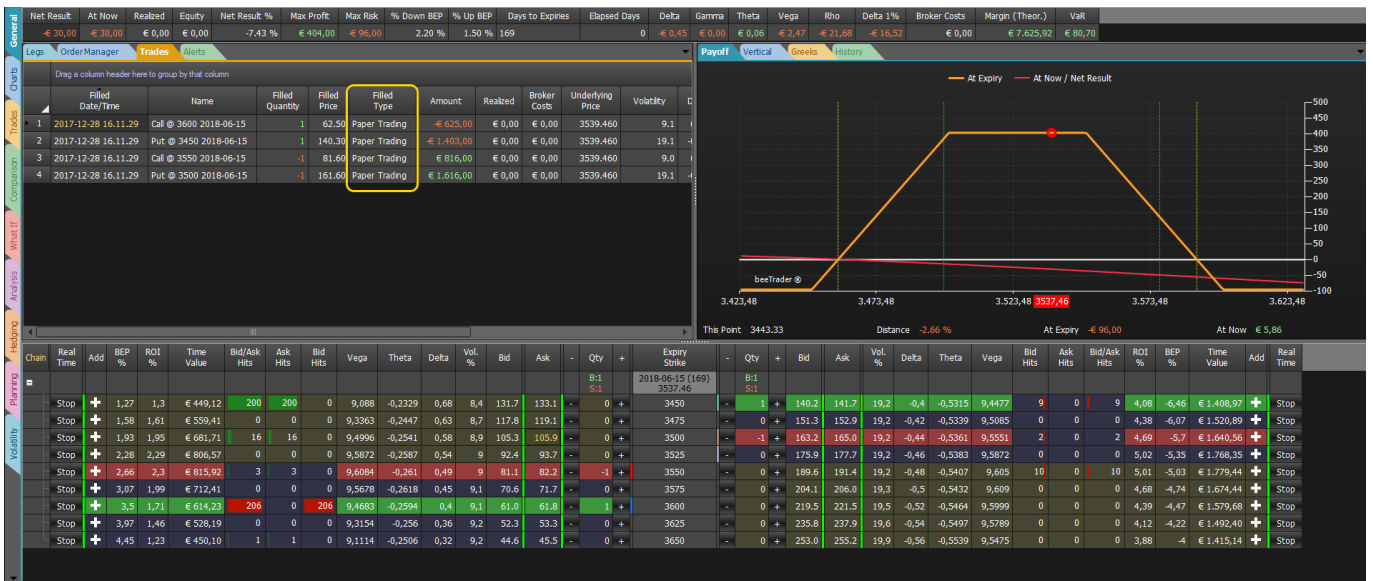 Net Result At Now Realzed Equity Net Result % Max Profit Max Risk % Down BEP % Up BEP Days to Expiries Elapsed Days Delta Gamma Theta Vega Rho Delta 1% Broker Costs Margin (Theor.) VaR
-€ 30,00 -€ 30,00 € 0,00 € 0,00 -7.43 % € 404,00 -€ 96,00 2.20 % 1.50 % 169 0 -€ 0,45 € 0,00 € 0,06 -€ 2,47 -€ 21,68 -€ 16,52 € 0,00 € 7.625,92 € 80,70
General
Charts
Trades
Comparison
What If
Analysis
Hedging
Planning
Volatility
Legs Order Manager Trades Alerts
Drag a column header here to group by that column
Filled Date/Time Name Filled Quantity Filled Price Filled Type Amount Realized Broker Costs Underlying Price Volatility D
1 2017-12-28 16.11.29 Call @ 3600 2018-06-15 1 62.50 Paper Trading -€ 625,00 € 0,00 € 0,00 3539.460 9.1
2 2017-12-28 16.11.29 Put @ 3450 2018-06-15 1 140.30 Paper Trading -€ 1.403,00 € 0,00 € 0,00 3539.460 19.1
3 2017-12-28 16.11.29 Call @ 3550 2018-06-15 -1 81.60 Paper Trading € 816,00 € 0,00 € 0,00 3539.460 9.0
4 2017-12-28 16.11.29 Put @ 3500 2018-06-15 -1 161.60 Paper Trading € 1.616,00 € 0,00 € 0,00 3539.460 19.1
Payoff Vertical Greeks History
At Expiry At Now / Net Result
500
450
400
350
300
250
200
150
100
50
0
-50
-100
beeTrader ®
3.423,48 3.473,48 3.523,48 3537,46 3.573,48 3.623,48
This Point 3443.33 Distance -2.66 % At Expiry -€ 96,00 At Now € 5,86
Chain Real Time Add BEP % ROI % Time Value Bid/Ask Hits Ask Hits Bid Hits Vega Theta Delta Vol. % Bid Ask - Qty + Expiry Strike - Qty + Bid Ask Vol. % Delta Theta Vega Bid Hits Ask Hits Bid/Ask Hits ROI % BEP % Time Value Add Real Time
B:1 S:1 2018-06-15 (169) 3537.46 B:1 S:1
Stop + 1,27 1,3 € 449,12 200 200 0 9,088 -0,2329 0,68 8,4 131.7 133.1 - 0 + 3450 - 1 + 140.2 141.7 19,2 -0,4 -0,5315 9,4477 9 0 9 4,08 -6,46 € 1.408,97 + Stop
Stop + 1,58 1,61 € 559,41 0 0 0 9,3363 -0,2447 0,63 8,7 117.8 119.1 - 0 + 3475 - 0 + 151.3 152.9 19,2 -0,42 -0,5339 9,5085 0 0 0 4,38 -6,07 € 1.520,89 + Stop
Stop + 1,93 1,95 € 681,71 16 16 0 9,4996 -0,2541 0,58 8,9 105.3 105.9 - 0 + 3500 - -1 + 163.2 165.0 19,2 -0,44 -0,5361 9,5551 2 0 2 4,69 -5,7 € 1.640,56 + Stop
Stop + 2,28 2,29 € 806,57 0 0 0 9,5872 -0,2587 0,54 9 92.4 93.7 - 0 + 3525 - 0 + 175.9 177.7 19,2 -0,46 -0,5383 9,5872 0 0 0 5,02 -5,35 € 1.768,35 + Stop
Stop + 2,66 2,3 € 815,92 3 3 0 9,6084 -0,261 0,49 9 81.1 82.2 - -1 + 3550 - 0 + 189.6 191.4 19,2 -0,48 -0,5407 9,605 10 0 10 5,01 -5,03 € 1.779,44 + Stop
Stop + 3,07 1,99 € 712,41 0 0 0 9,5678 -0,2618 0,45 9,1 70.6 71.7 - 0 + 3575 - 0 + 204.1 206.0 19,3 -0,5 -0,5432 9,609 0 0 0 4,68 -4,74 € 1.674,44 + Stop
Stop + 3,5 1,71 € 614,23 206 0 206 9,4683 -0,2594 0,4 9,1 61.0 61.8 - 1 + 3600 - 0 + 219.5 221.5 19,5 -0,52 -0,5464 9,5999 0 0 0 4,39 -4,47 € 1.579,68 + Stop
Stop + 3,97 1,46 € 528,19 0 0 0 9,3154 -0,256 0,36 9,2 52.3 53.3 - 0 + 3625 - 0 + 235.8 237.9 19,6 -0,54 -0,5497 9,5789 0 0 0 4,12 -4,22 € 1.492,40 + Stop
Stop + 4,45 1,23 € 450,10 1 1 0 9,1114 -0,2506 0,32 9,2 44.6 45.5 - 0 + 3650 - 0 + 253.0 255.2 19,9 -0,56 -0,5539 9,5475 0 0 0 3,88 -4 € 1.415,14 + Stop